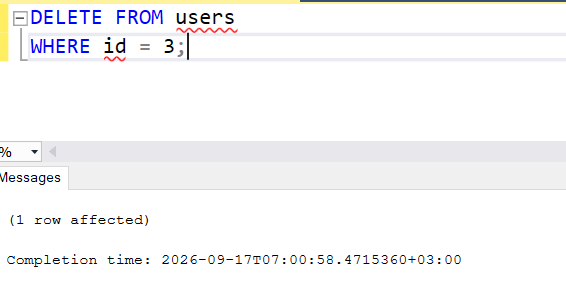 DELETE FROM users
WHERE id = 3;
%
Messages
(1 row affected)
Completion time: 2026-09-17T07:00:58.4715360+03:00